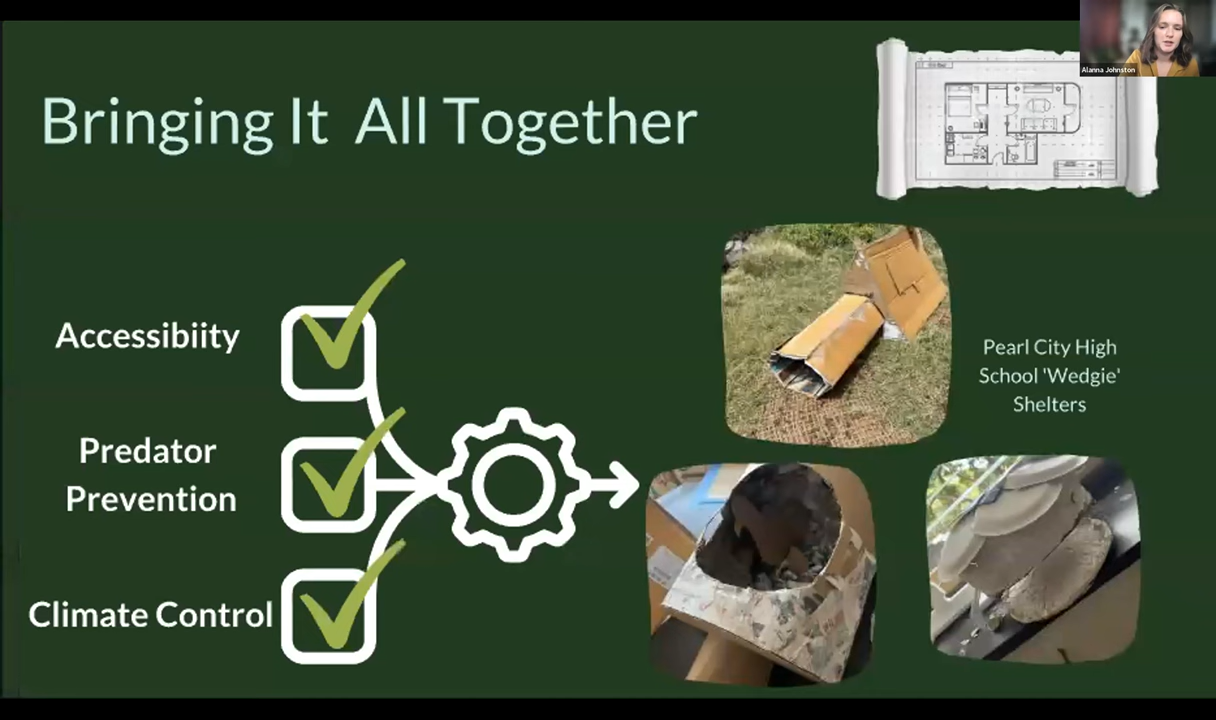 Alanna Johnston
Bringing It All Together
Accessibiity
Predator
Prevention
Climate Control
Pearl City High
School 'Wedgie'
Shelters